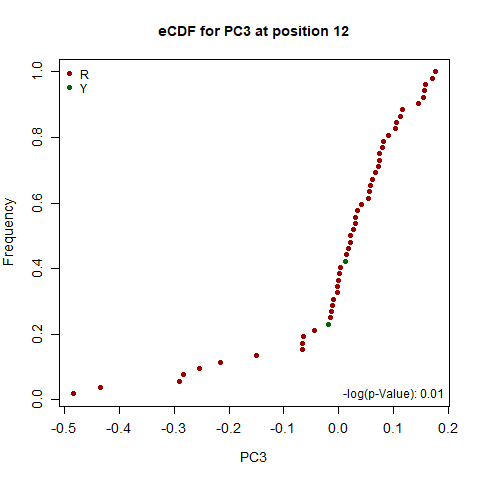 eCDF for PC3 at position 12
R
Y
Frequency
1.0
0.8
0.6
0.4
0.2
0.0
-log(p-Value): 0.01
-0.5 -0.4 -0.3 -0.2 -0.1 0.0 0.1 0.2
PC3